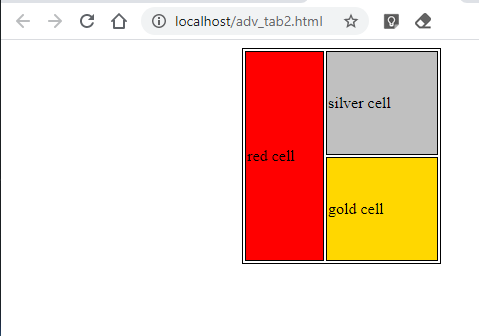 localhost/adv_tab2.html
silver cell
red cell
gold cell